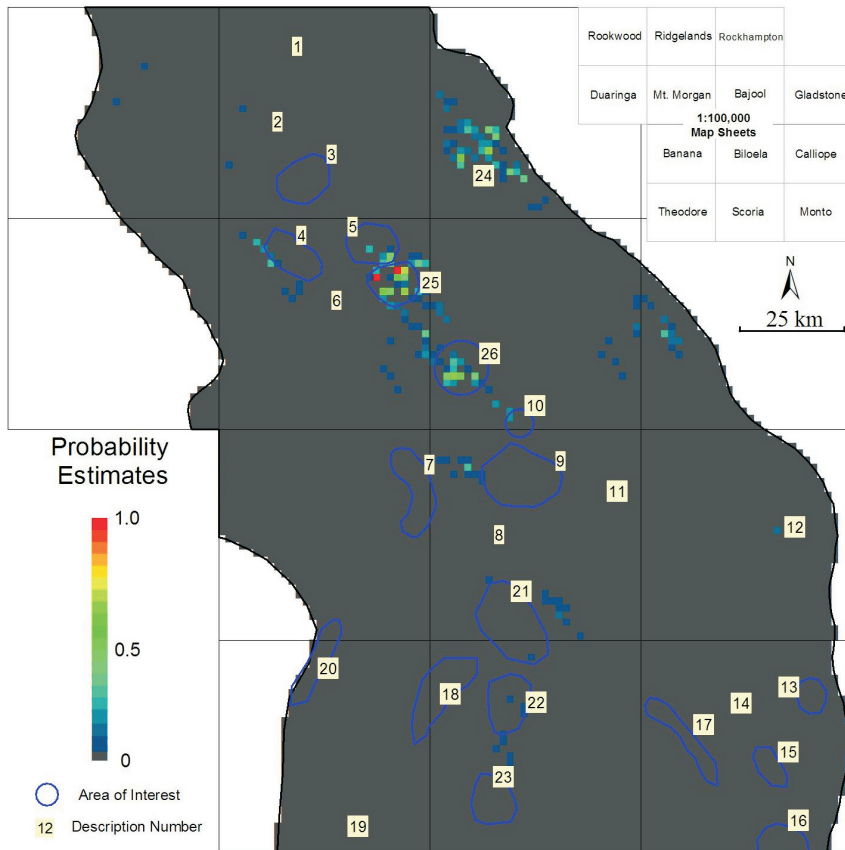 Rookwood Ridgelands Rockhampton
Duaringa Mt. Morgan Bajool Gladstone
1:100,000
Map Sheets
Banana Biloela Calliope
Theodore Scoria Monto
N
25 km
1
2
3
24
4
5
25
6
26
10
7
9
11
8
12
21
20
18
22
13
14
17
15
23
19
16
Probability
Estimates
1.0
0.5
0
Area of Interest
12 Description Number